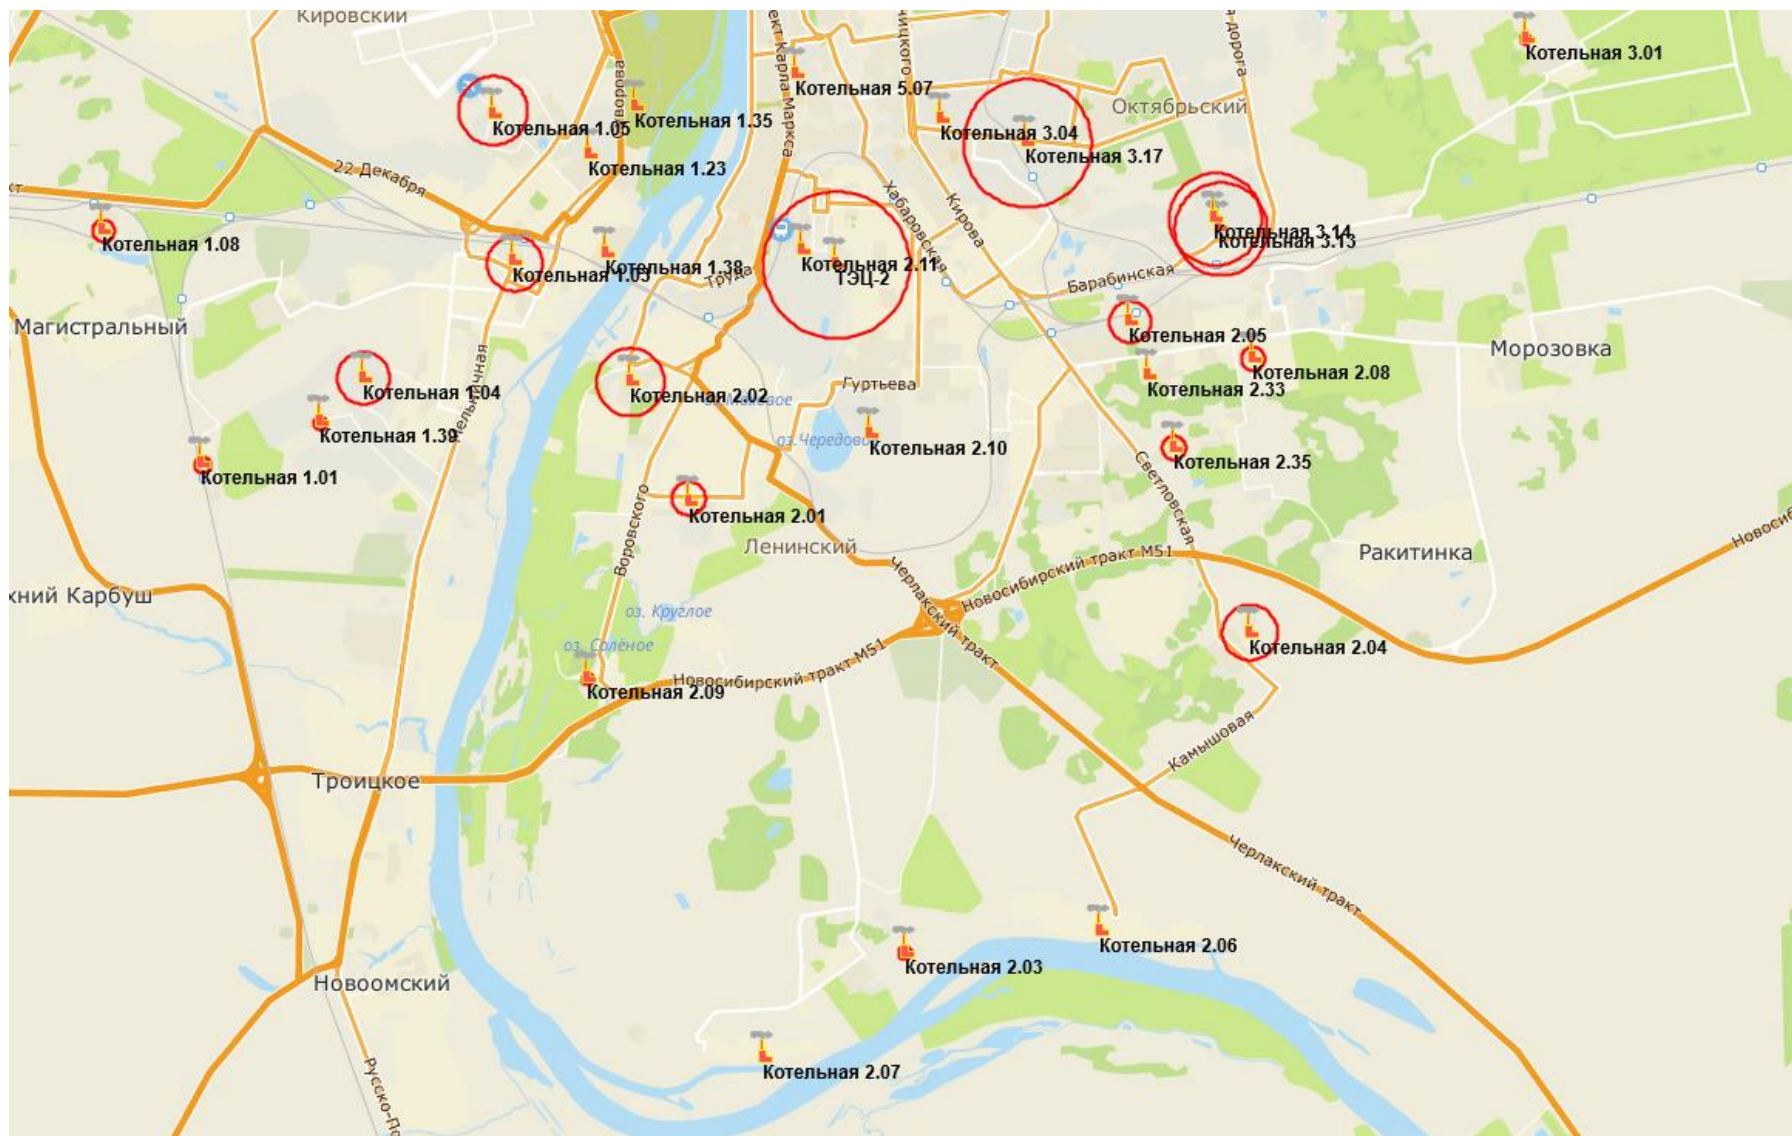 Кировский
Котельная 3.01
Котельная 5.07
Октябрьский
Котельная 1.05
Котельная 1.35
Котельная 3.04
Котельная 3.17
Котельная 1.23
22 Декабря
Хабаровская
Кирова
Котельная 1.08
Котельная 3.14
Котельная 3.13
Котельная 1.03
Котельная 1.38
Труда
Котельная 2.11
ТЭЦ-2
Барабинская
Магистральный
Котельная 2.05
Морозовка
Котельная 1.04
Котельная 2.02
Гуртьева
Котельная 2.33
Котельная 2.08
Котельная 1.39
оз.Чередовое
Котельная 2.10
Котельная 2.35
Котельная 1.01
Светловская
Котельная 2.01
Воровского
Ленинский
Новосиб
Ракитинка
Новосибирский тракт М51
Черлакский тракт
хний Карбуш
оз. Круглое
оз. Солёное
Котельная 2.04
Новосибирский тракт М51
Котельная 2.09
Камышовая
Троицкое
Черлакский тракт
Котельная 2.06
Котельная 2.03
Новоомский
Котельная 2.07
Русско-По